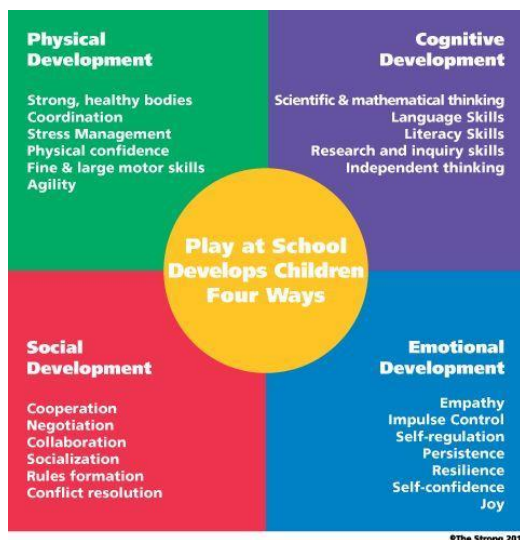 Physical
Development
Strong, healthy bodies
Coordination
Stress Management
Physical confidence
Fine & large motor skills
Agility
Cognitive
Development
Scientific & mathematical thinking
Language Skills
Literacy Skills
Research and inquiry skills
Independent thinking
Play at School
Develops Children
Four Ways
Social
Development
Cooperation
Negotiation
Collaboration
Socialization
Rules formation
Conflict resolution
Emotional
Development
Empathy
Impulse Control
Self-regulation
Persistence
Resilience
Self-confidence
Joy
©The Strong 201